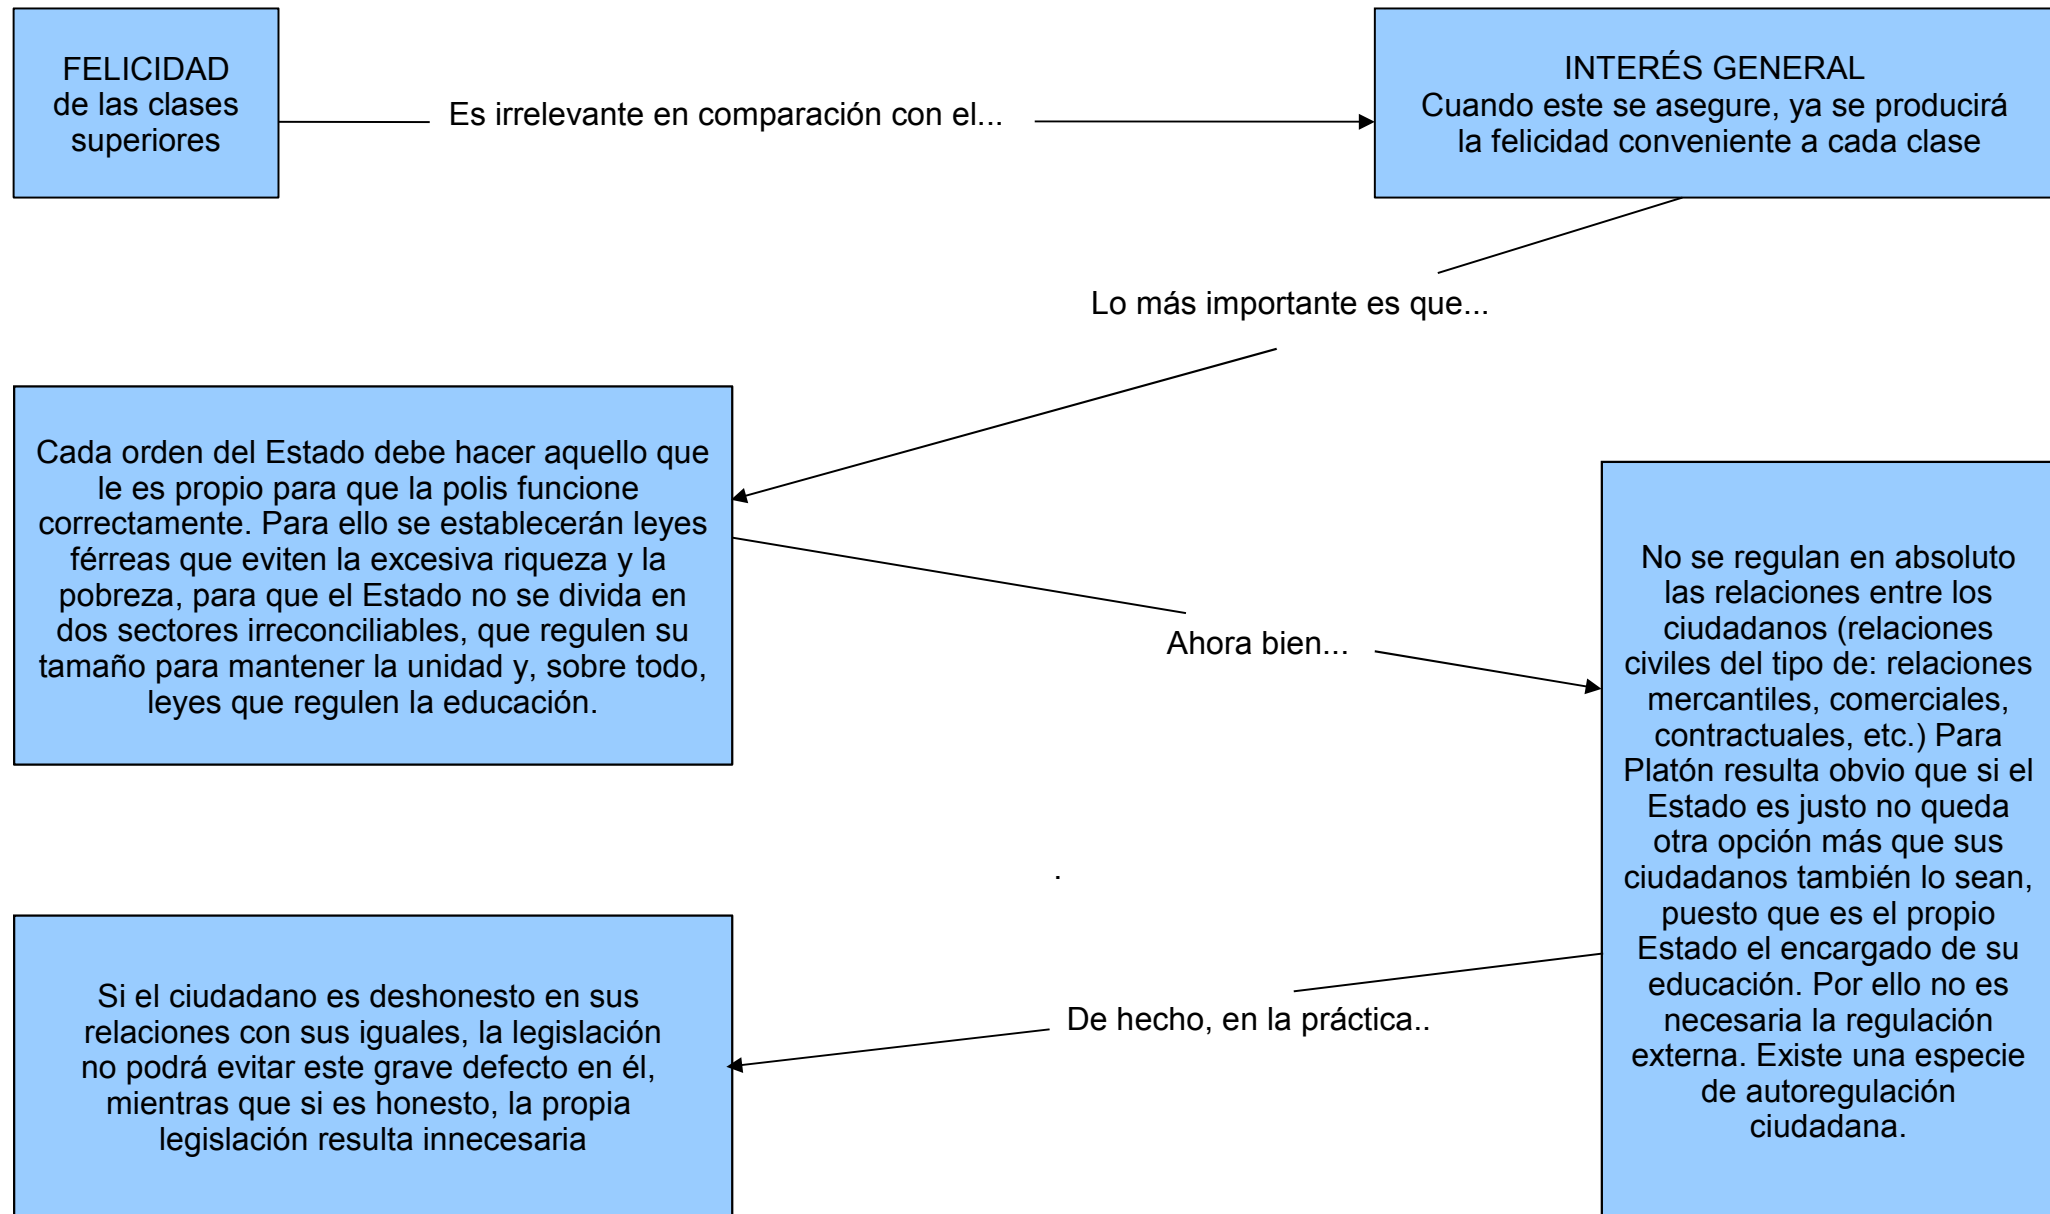 FELICIDAD
de las clases
superiores
Es irrelevante en comparación con el...
INTERÉS GENERAL
Cuando este se asegure, ya se producirá
la felicidad conveniente a cada clase
Lo más importante es que...
Cada orden del Estado debe hacer aquello que
le es propio para que la polis funcione
correctamente. Para ello se establecerán leyes
férreas que eviten la excesiva riqueza y la
pobreza, para que el Estado no se divida en
dos sectores irreconciliables, que regulen su
tamaño para mantener la unidad y, sobre todo,
leyes que regulen la educación.
Ahora bien...
No se regulan en absoluto
las relaciones entre los
ciudadanos (relaciones
civiles del tipo de: relaciones
mercantiles, comerciales,
contractuales, etc.) Para
Platón resulta obvio que si el
Estado es justo no queda
otra opción más que sus
ciudadanos también lo sean,
puesto que es el propio
Estado el encargado de su
educación. Por ello no es
necesaria la regulación
externa. Existe una especie
de autoregulación
ciudadana.
.
De hecho, en la práctica..
Si el ciudadano es deshonesto en sus
relaciones con sus iguales, la legislación
no podrá evitar este grave defecto en él,
mientras que si es honesto, la propia
legislación resulta innecesaria